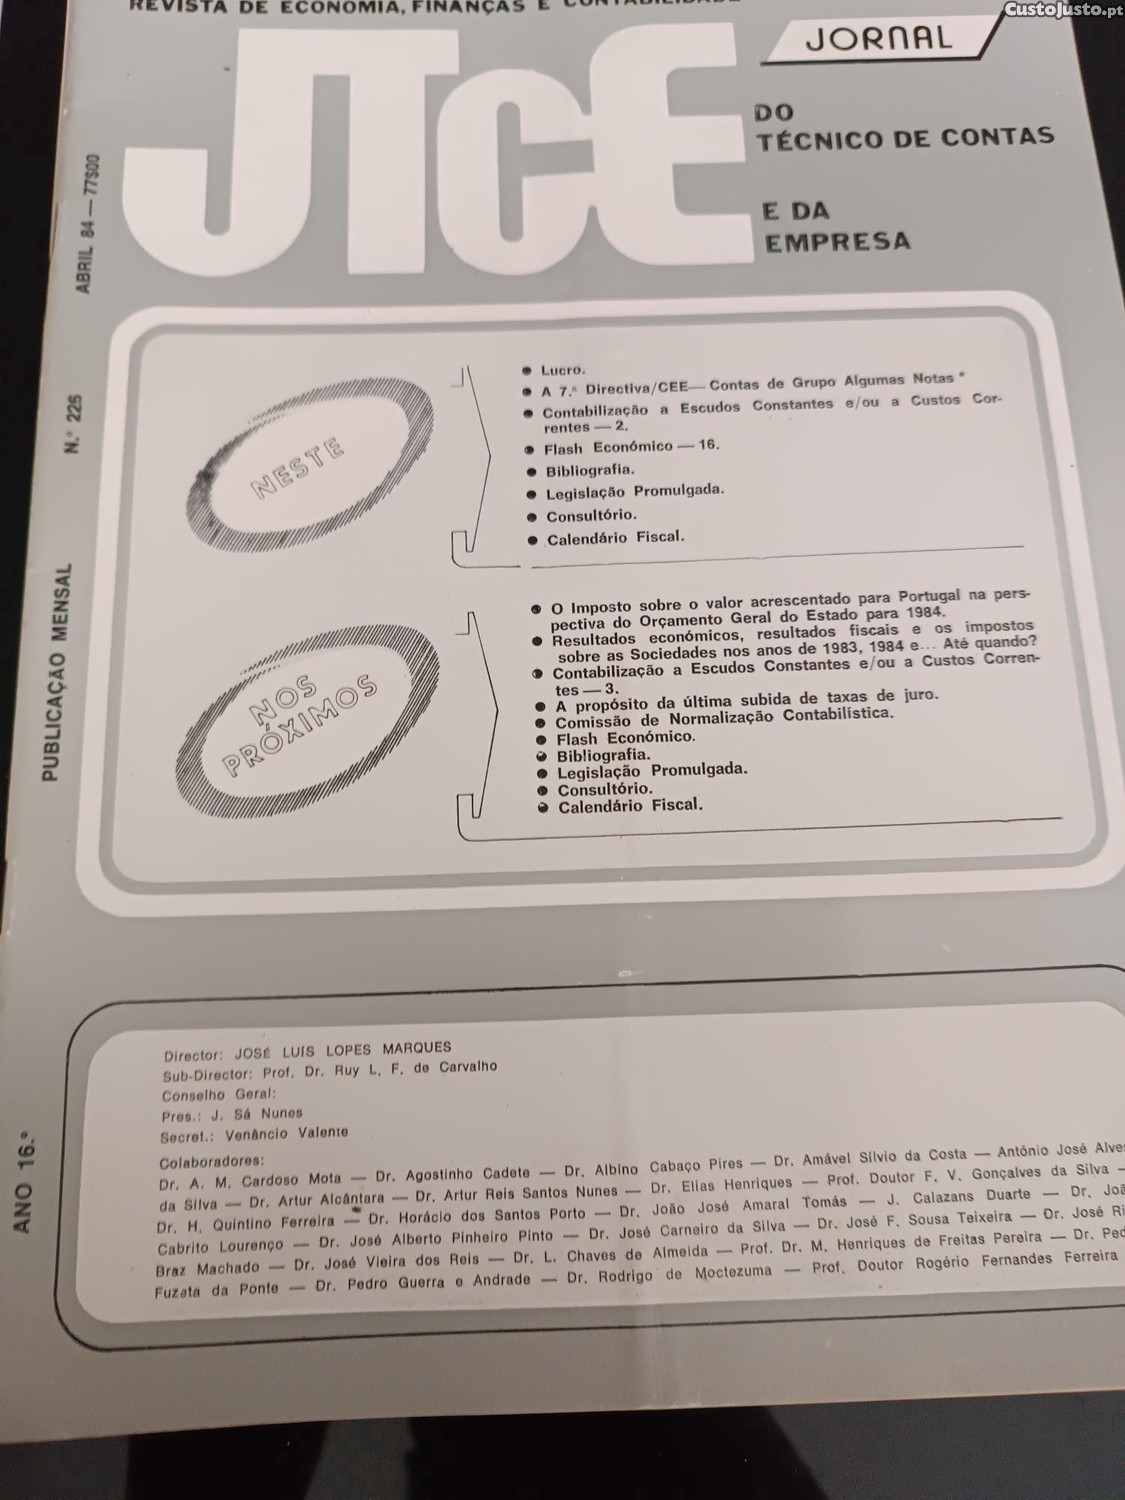 CustoJusto.pt
REVISTA DE ECONOMIA, FINANÇAS E CONTABILIDADE
JTCE
JORNAL
DO
TÉCNICO DE CONTAS
E DA
EMPRESA
ABRIL 84 — 77$00
N.º 225
PUBLICAÇÃO MENSAL
ANO 16.º
NESTE
● Lucro.
● A 7.ª Directiva/CEE— Contas de Grupo Algumas Notas *
● Contabilização a Escudos Constantes e/ou a Custos Cor-
rentes — 2.
● Flash Económico — 16.
● Bibliografia.
● Legislação Promulgada.
● Consultório.
● Calendário Fiscal.
NOS
PRÓXIMOS
● O Imposto sobre o valor acrescentado para Portugal na pers-
pectiva do Orçamento Geral do Estado para 1984.
● Resultados económicos, resultados fiscais e os impostos
sobre as Sociedades nos anos de 1983, 1984 e... Até quando?
● Contabilização a Escudos Constantes e/ou a Custos Corren-
tes — 3.
● A propósito da última subida de taxas de juro.
● Comissão de Normalização Contabilística.
● Flash Económico.
● Bibliografia.
● Legislação Promulgada.
● Consultório.
● Calendário Fiscal.
Director: JOSÉ LUÍS LOPES MARQUES
Sub-Director: Prof. Dr. Ruy L. F. de Carvalho
Conselho Geral:
Pres.: J. Sá Nunes
Secret.: Venâncio Valente
Colaboradores:
Dr. A. M. Cardoso Mota — Dr. Agostinho Cadete — Dr. Albino Cabaço Pires — Dr. Amável Sílvio da Costa — António José Alves
da Silva — Dr. Artur Alcântara — Dr. Artur Reis Santos Nunes — Dr. Elias Henriques — Prof. Doutor F. V. Gonçalves da Silva —
Dr. H. Quintino Ferreira — Dr. Horácio dos Santos Porto — Dr. João José Amaral Tomás — J. Calazans Duarte — Dr.
Cabrito Lourenço — Dr. José Alberto Pinheiro Pinto — Dr. José Carneiro da Silva — Dr. José F. Sousa Teixeira — Dr. José
Braz Machado — Dr. José Vieira dos Reis — Dr. L. Chaves de Almeida — Prof. Dr. M. Henriques de Freitas Pereira — Dr.
Fuzeta da Ponte — Dr. Pedro Guerra e Andrade — Dr. Rodrigo de Moctezuma — Prof. Doutor Rogério Fernandes Ferreira